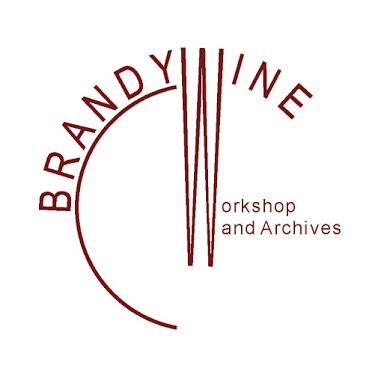 BRANDYWINE
Workshop
and Archives